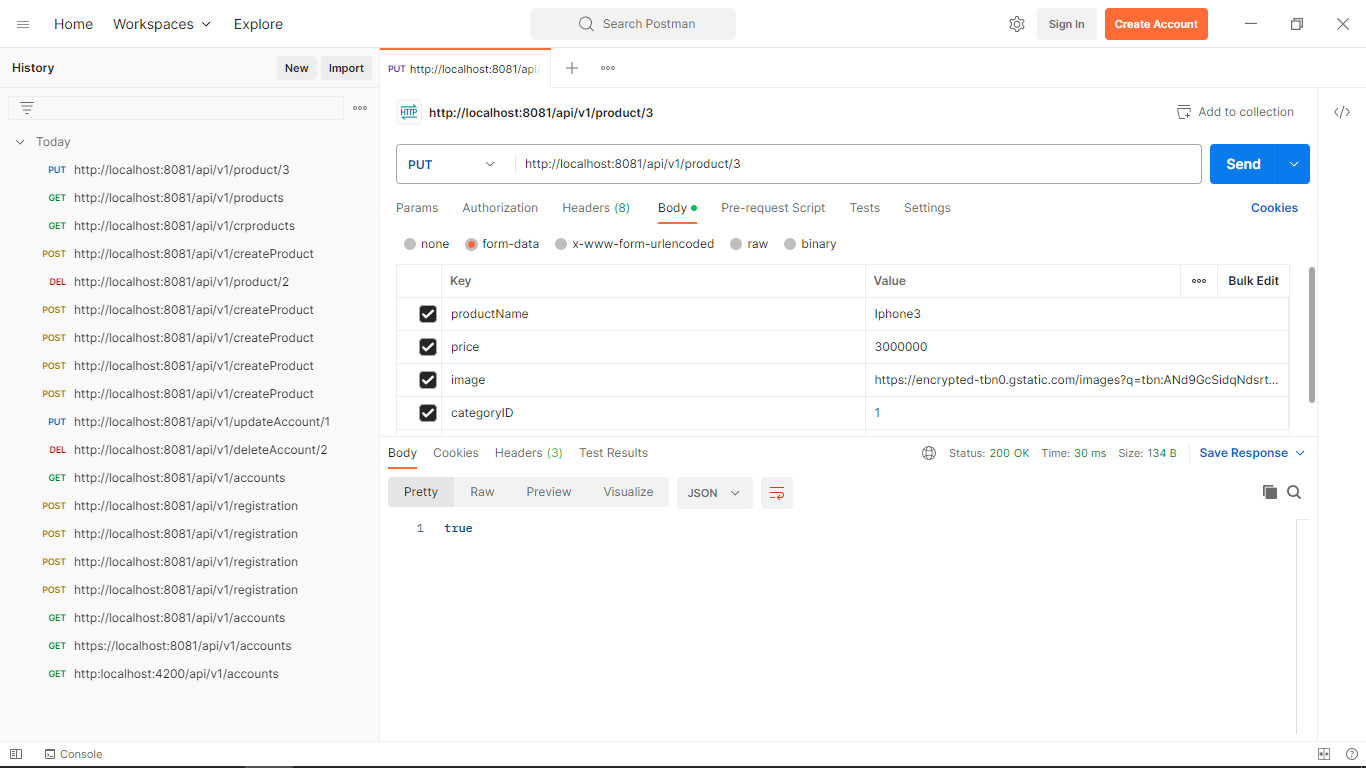 Home Workspaces Explore Search Postman Sign In Create Account
History New Import
PUT http://localhost:8081/api/
Today
PUT http://localhost:8081/api/v1/product/3
GET http://localhost:8081/api/v1/products
GET http://localhost:8081/api/v1/crproducts
POST http://localhost:8081/api/v1/createProduct
DEL http://localhost:8081/api/v1/product/2
POST http://localhost:8081/api/v1/createProduct
POST http://localhost:8081/api/v1/createProduct
POST http://localhost:8081/api/v1/createProduct
POST http://localhost:8081/api/v1/createProduct
PUT http://localhost:8081/api/v1/updateAccount/1
DEL http://localhost:8081/api/v1/deleteAccount/2
GET http://localhost:8081/api/v1/accounts
POST http://localhost:8081/api/v1/registration
POST http://localhost:8081/api/v1/registration
POST http://localhost:8081/api/v1/registration
POST http://localhost:8081/api/v1/registration
GET http://localhost:8081/api/v1/accounts
GET https://localhost:8081/api/v1/accounts
GET http:localhost:4200/api/v1/accounts
HTTP http://localhost:8081/api/v1/product/3 Add to collection </>
PUT http://localhost:8081/api/v1/product/3 Send
Params Authorization Headers (8) Body Pre-request Script Tests Settings Cookies
none form-data x-www-form-urlencoded raw binary
Key Value Bulk Edit
productName Iphone3
price 3000000
image https://encrypted-tbn0.gstatic.com/images?q=tbn:ANd9GcSidqNdsrt...
categoryID 1
Body Cookies Headers (3) Test Results Status: 200 OK Time: 30 ms Size: 134 B Save Response
Pretty Raw Preview Visualize JSON
1 true
Console